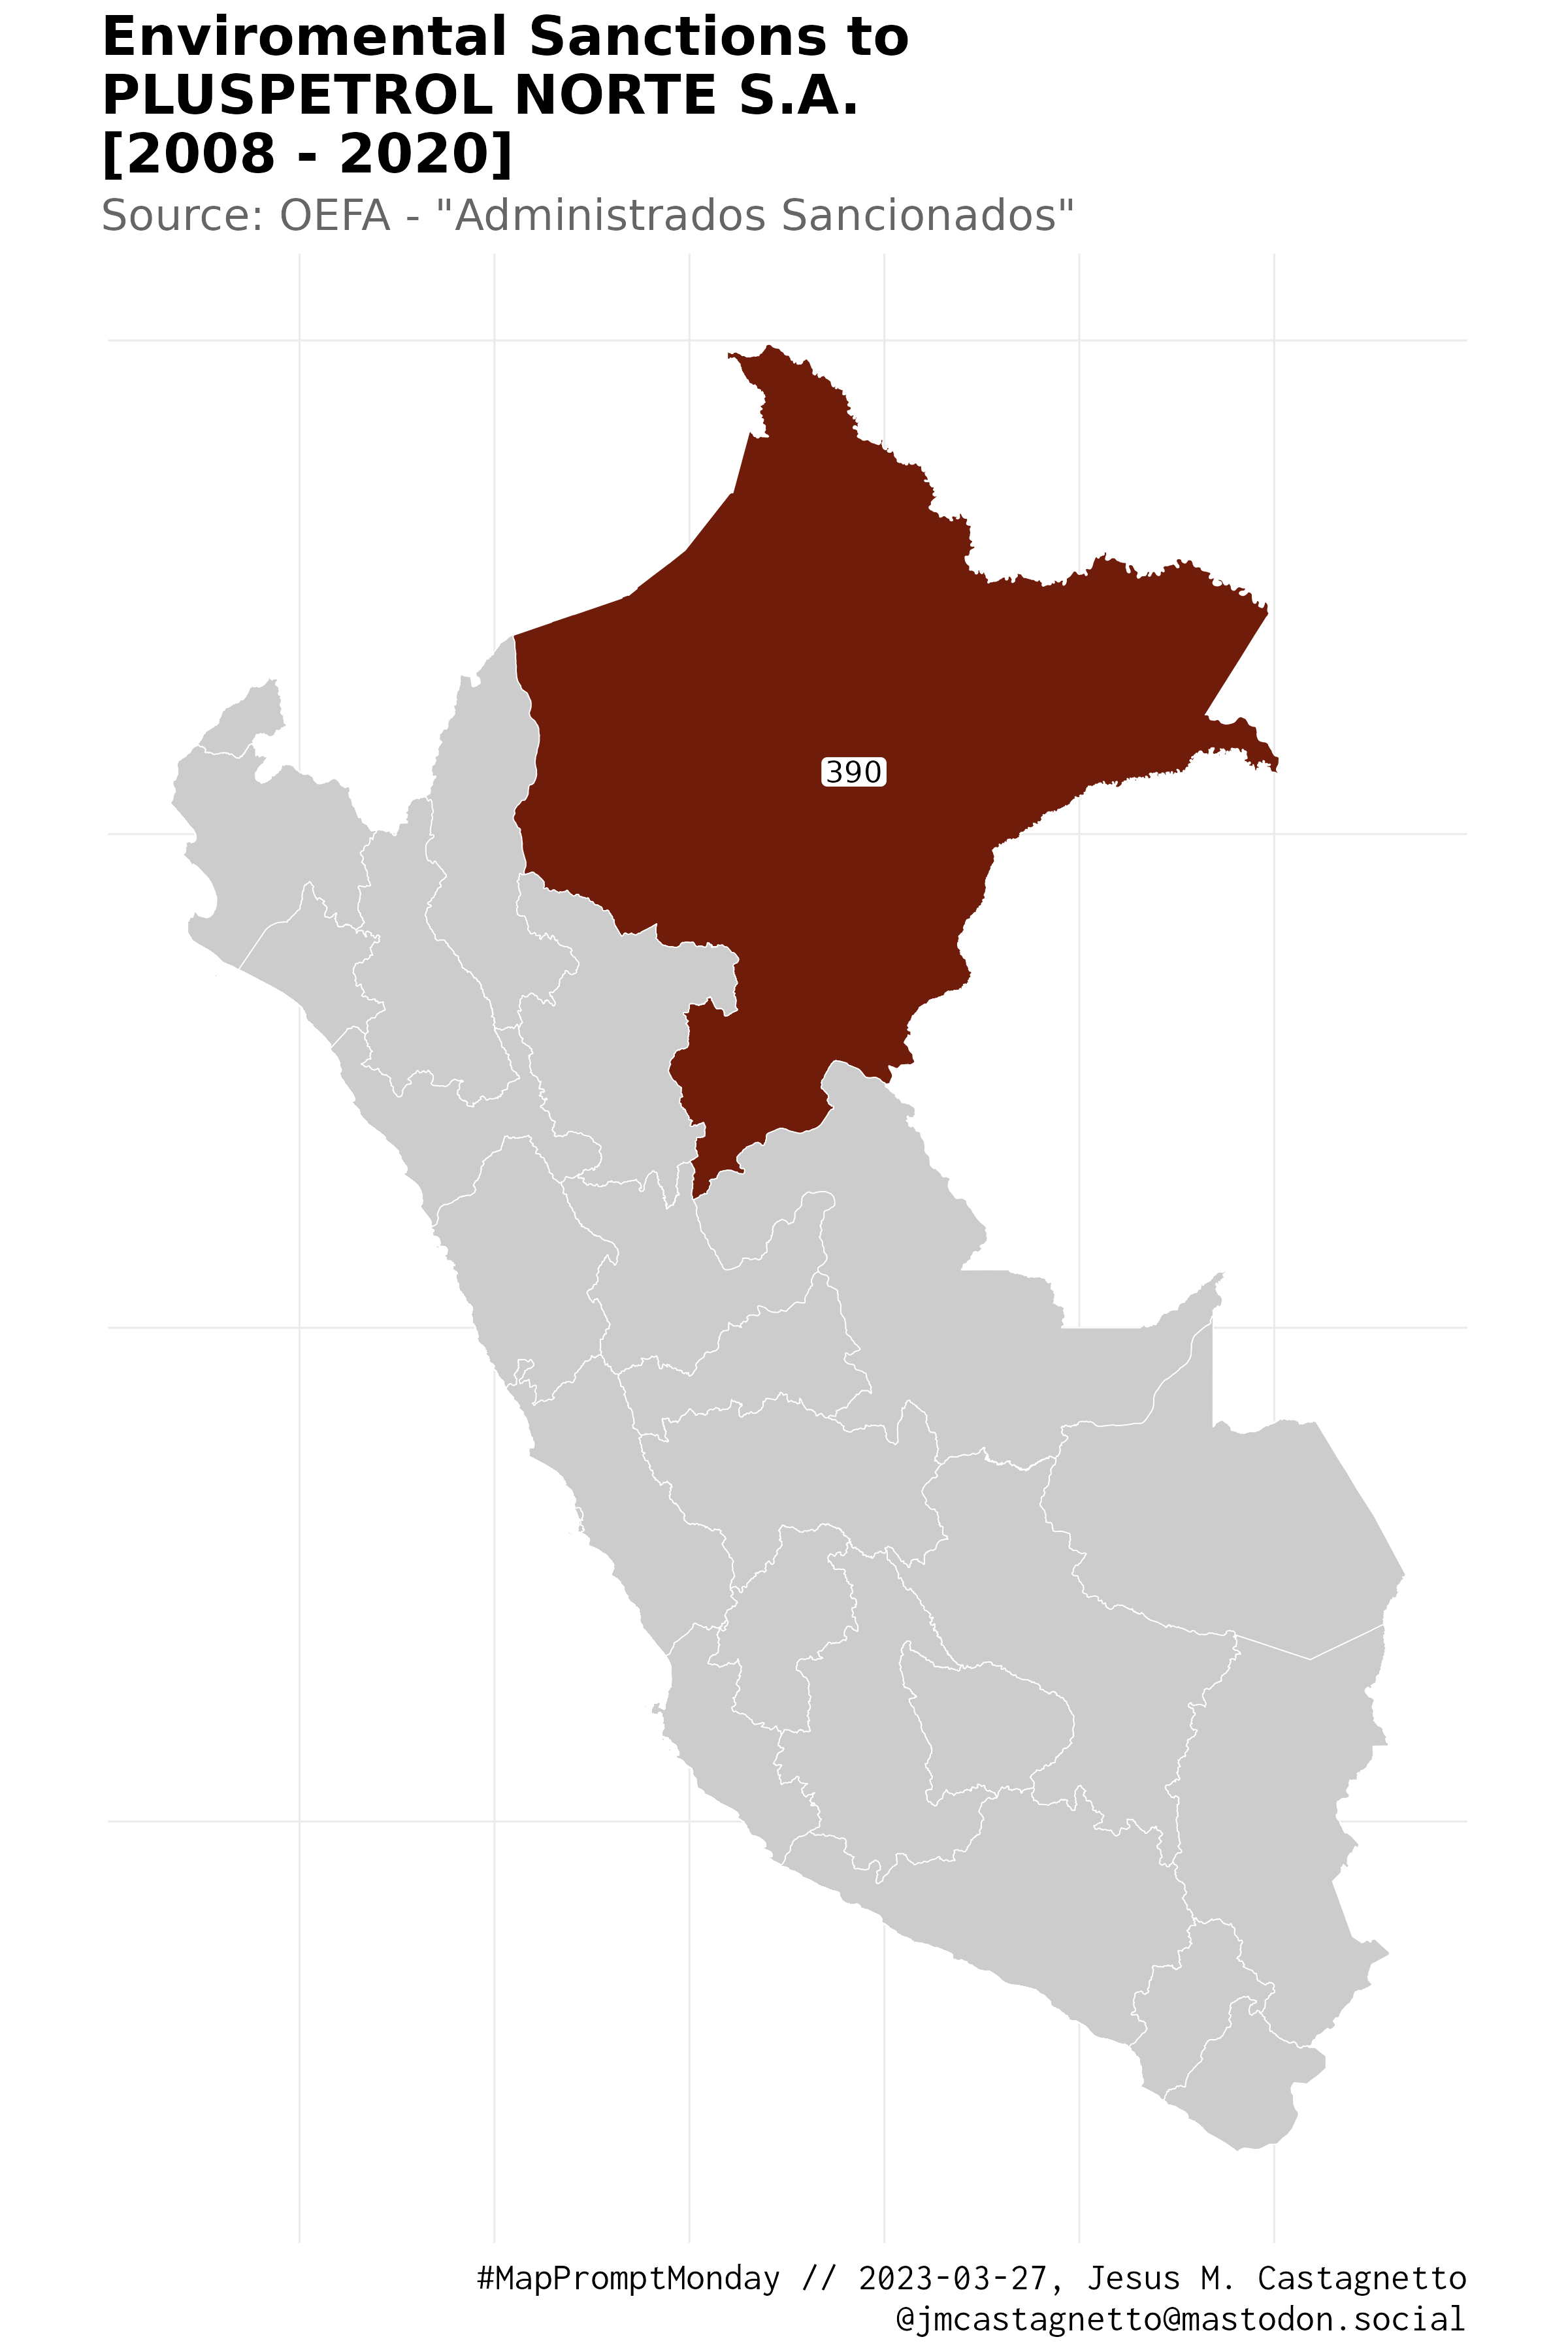 Enviromental Sanctions to
PLUSPETROL NORTE S.A.
[2008 - 2020]
Source: OEFA - "Administrados Sancionados"
390
#MapPromptMonday // 2023-03-27, Jesus M. Castagnetto
@jmcastagnetto@mastodon.social